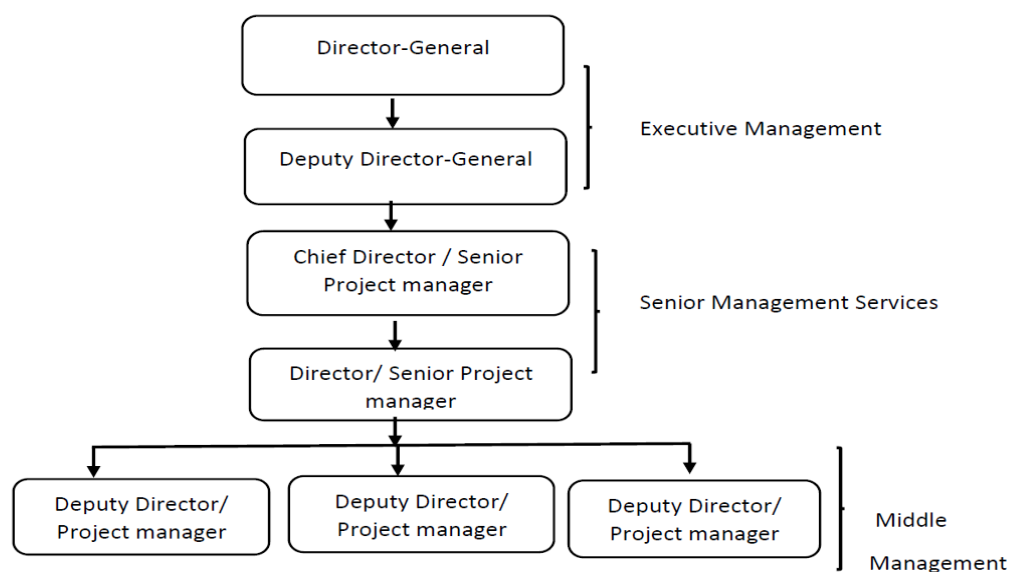 Director-General
Executive Management
Deputy Director-General
Chief Director / Senior
Project manager
Senior Management Services
Director/ Senior Project
manager
Deputy Director/
Project manager
Deputy Director/
Project manager
Deputy Director/
Project manager
Middle
Management